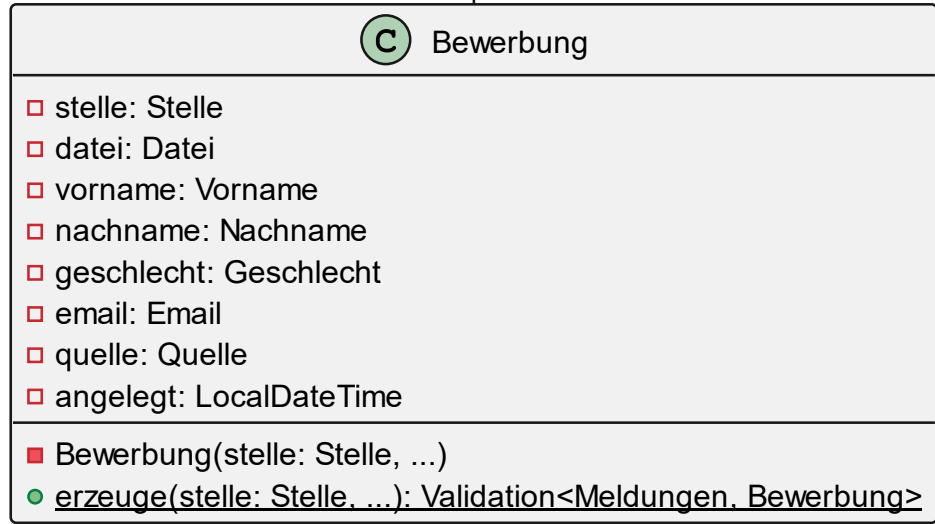 C Bewerbung
stelle: Stelle
datei: Datei
vorname: Vorname
nachname: Nachname
geschlecht: Geschlecht
email: Email
quelle: Quelle
angelegt: LocalDateTime
Bewerbung(stelle: Stelle, ...)
erzeuge(stelle: Stelle, ...): Validation<Meldungen, Bewerbung>